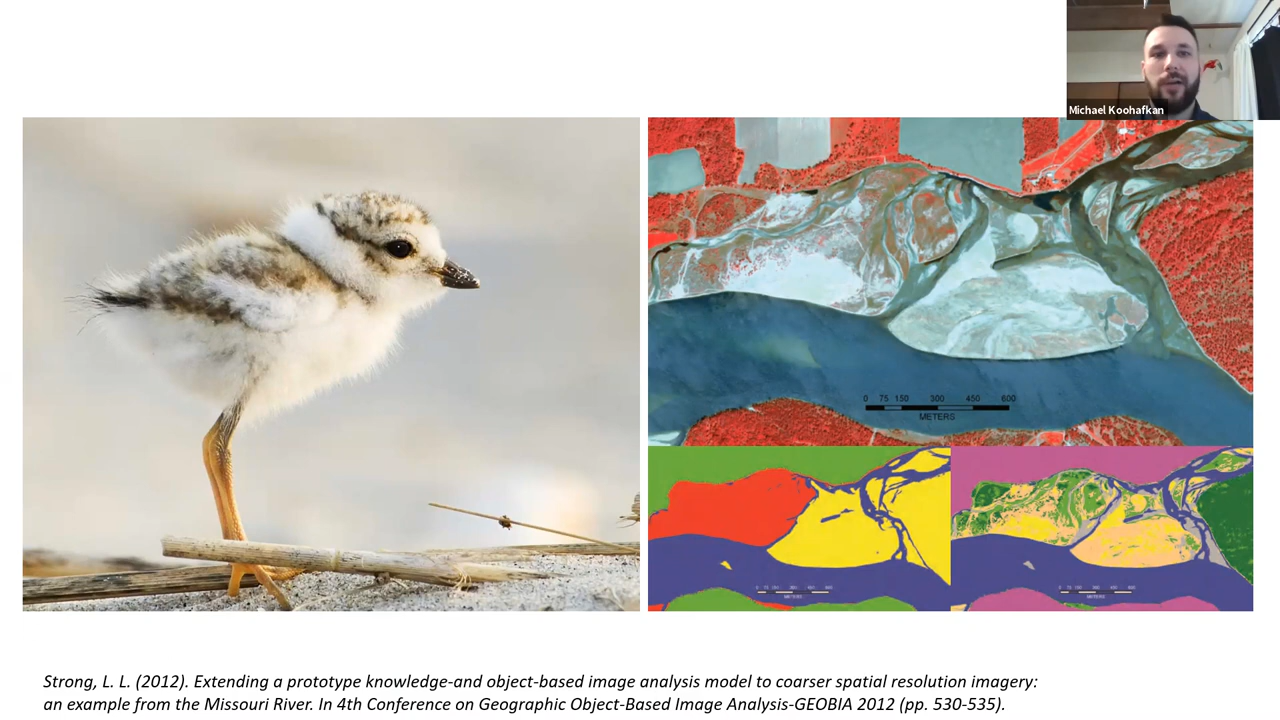 Michael Koohafkan
0 75 150 300 450 600
METERS
METERS
METERS
Strong, L. L. (2012). Extending a prototype knowledge-and object-based image analysis model to coarser spatial resolution imagery:
an example from the Missouri River. In 4th Conference on Geographic Object-Based Image Analysis-GEOBIA 2012 (pp. 530-535).